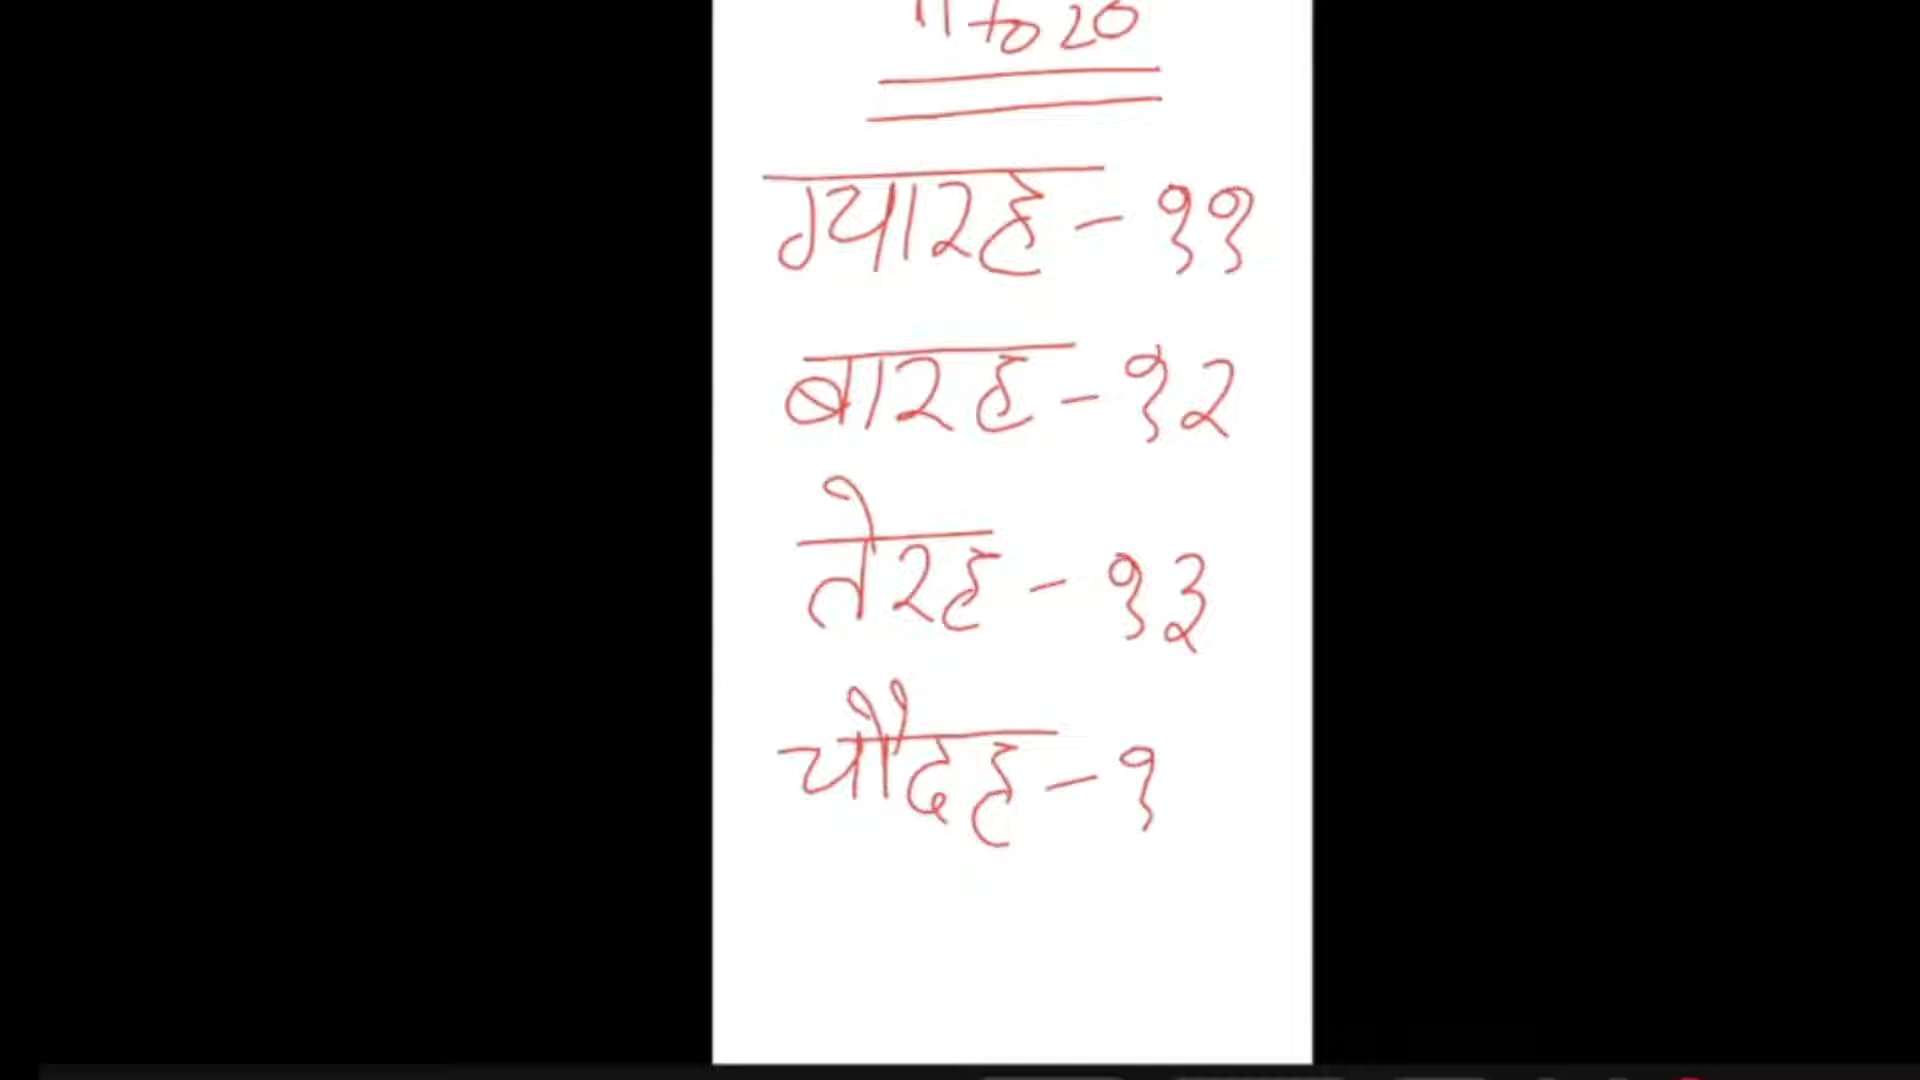 11 to 20
ग्यारह - ११
बारह - १२
तेरह - १३
चौदह - १